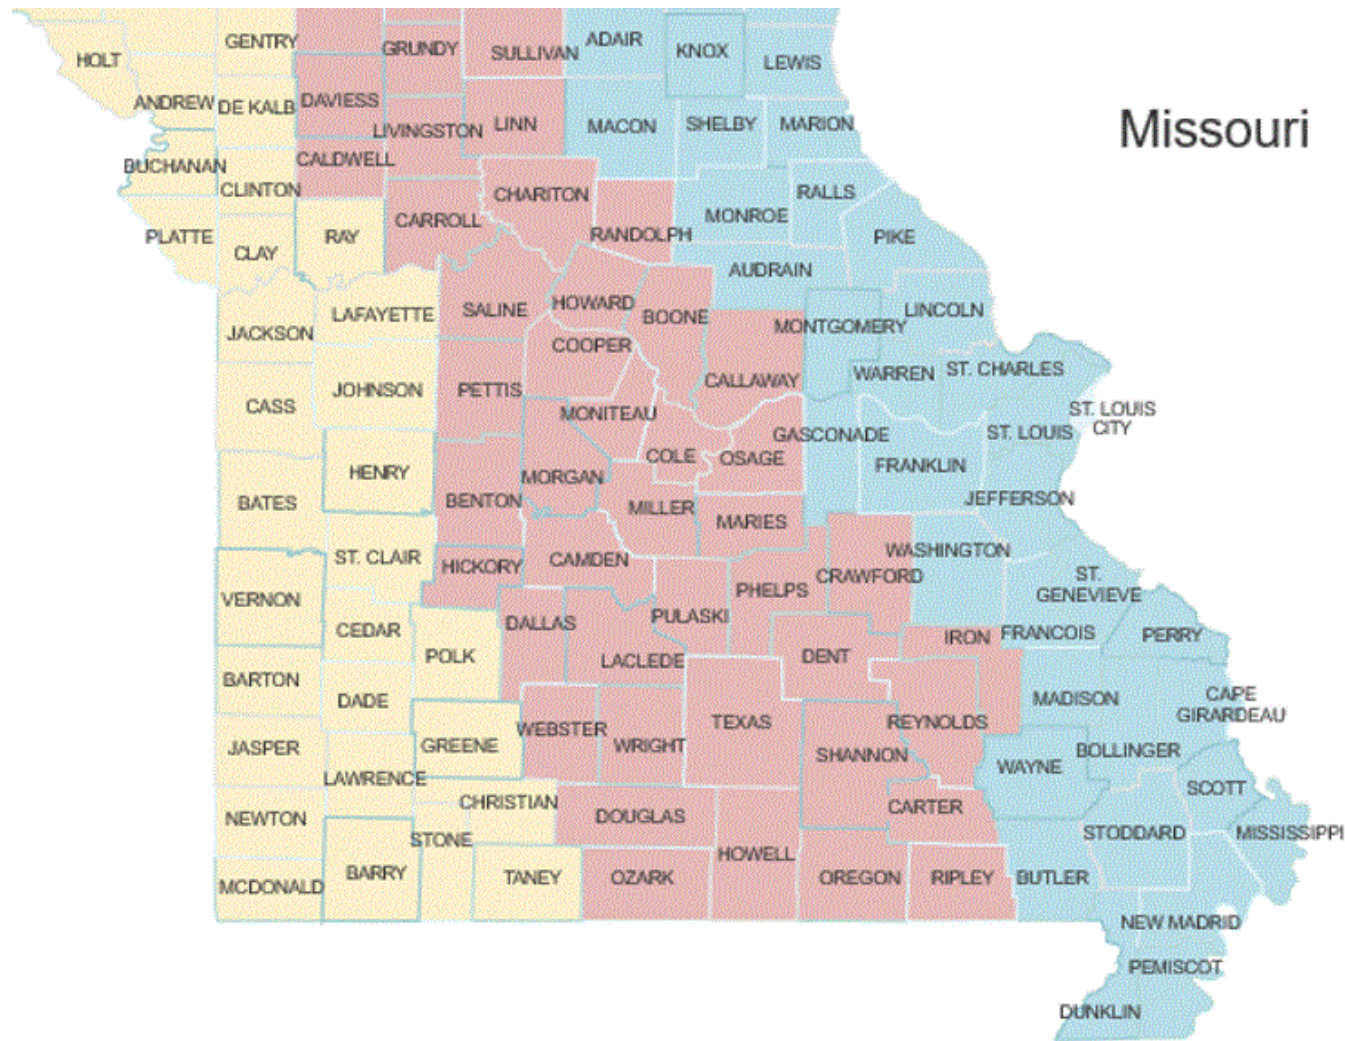 Missouri
HOLT
GENTRY
GRUNDY
SULLIVAN
ADAIR
KNOX
LEWIS
ANDREW
DE KALB
DAVIESS
LIVINGSTON
LINN
MACON
SHELBY
MARION
BUCHANAN
CLINTON
CALDWELL
CARROLL
CHARITON
RANDOLPH
MONROE
RALLS
PIKE
PLATTE
CLAY
RAY
AUDRAIN
JACKSON
LAFAYETTE
SALINE
HOWARD
BOONE
MONTGOMERY
LINCOLN
COOPER
CASS
JOHNSON
PETTIS
CALLAWAY
WARREN
ST. CHARLES
MONITEAU
GASCONADE
ST. LOUIS
ST. LOUIS
CITY
HENRY
COLE
OSAGE
FRANKLIN
BATES
BENTON
MORGAN
MILLER
MARIES
JEFFERSON
ST. CLAIR
HICKORY
CAMDEN
PHELPS
CRAWFORD
WASHINGTON
ST.
GENEVIEVE
VERNON
CEDAR
POLK
DALLAS
PULASKI
LACLEDE
DENT
IRON
FRANCOIS
PERRY
BARTON
DADE
MADISON
CAPE
GIRARDEAU
JASPER
GREENE
WEBSTER
WRIGHT
TEXAS
SHANNON
REYNOLDS
WAYNE
BOLLINGER
LAWRENCE
CHRISTIAN
SCOTT
NEWTON
STONE
DOUGLAS
CARTER
STODDARD
MISSISSIPPI
MCDONALD
BARRY
TANEY
OZARK
HOWELL
OREGON
RIPLEY
BUTLER
NEW MADRID
PEMISCOT
DUNKLIN